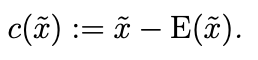 c(x̃) := x̃ − E(x̃).